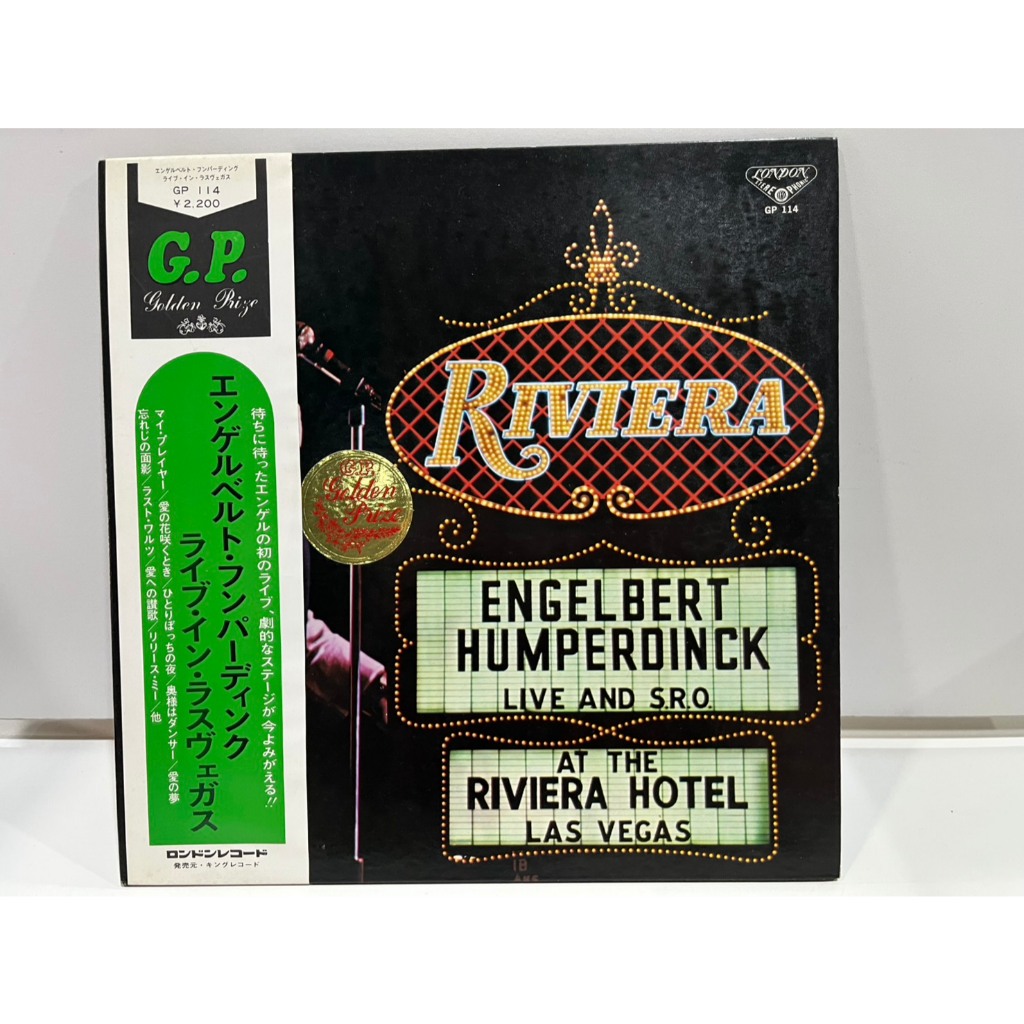 エンゲルベルト・フンパーディング
ライブ・イン・ラスヴェガス
GP 114
¥2,200
G.P.
Golden Prize
待ちに待ったエンゲルの初のライブ、劇的なステージが今よみがえる!!
エンゲルベルト・フンパーディンク
ライブ・イン・ラスヴェガス
マイ・プレイヤー/愛の花咲くとき/ひとりぼっちの夜/奥様はダンサー/愛の夢
忘れじの面影/ラスト・ワルツ/愛への讃歌/リリース・ミー/他
ロンドンレコード
発売元・キングレコード
G.P.
Golden
Prize
LONDON
STEREOPHONIC
GP 114
RIVIERA
ENGELBERT
HUMPERDINCK
LIVE AND S.R.O.
AT THE
RIVIERA HOTEL
LAS VEGAS